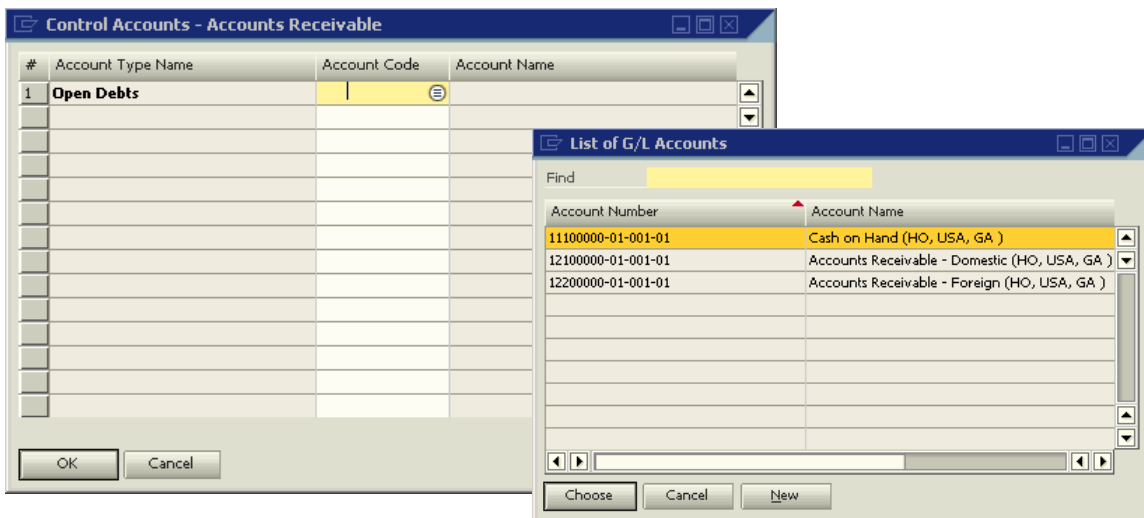 Control Accounts - Accounts Receivable
# Account Type Name Account Code Account Name
1 Open Debts
OK Cancel
List of G/L Accounts
Find
Account Number Account Name
11100000-01-001-01 Cash on Hand (HO, USA, GA )
12100000-01-001-01 Accounts Receivable - Domestic (HO, USA, GA )
12200000-01-001-01 Accounts Receivable - Foreign (HO, USA, GA )
Choose Cancel New